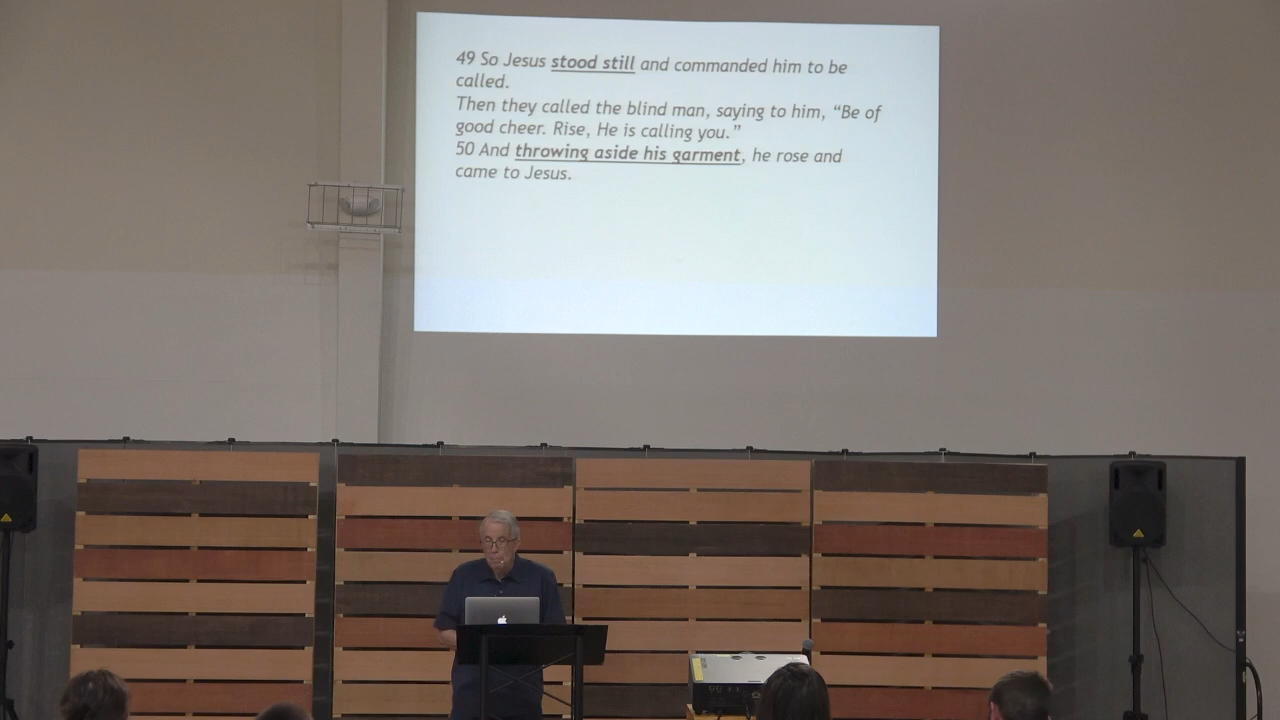 49 So Jesus stood still and commanded him to be
called.
Then they called the blind man, saying to him, “Be of
good cheer. Rise, He is calling you.”
50 And throwing aside his garment, he rose and
came to Jesus.